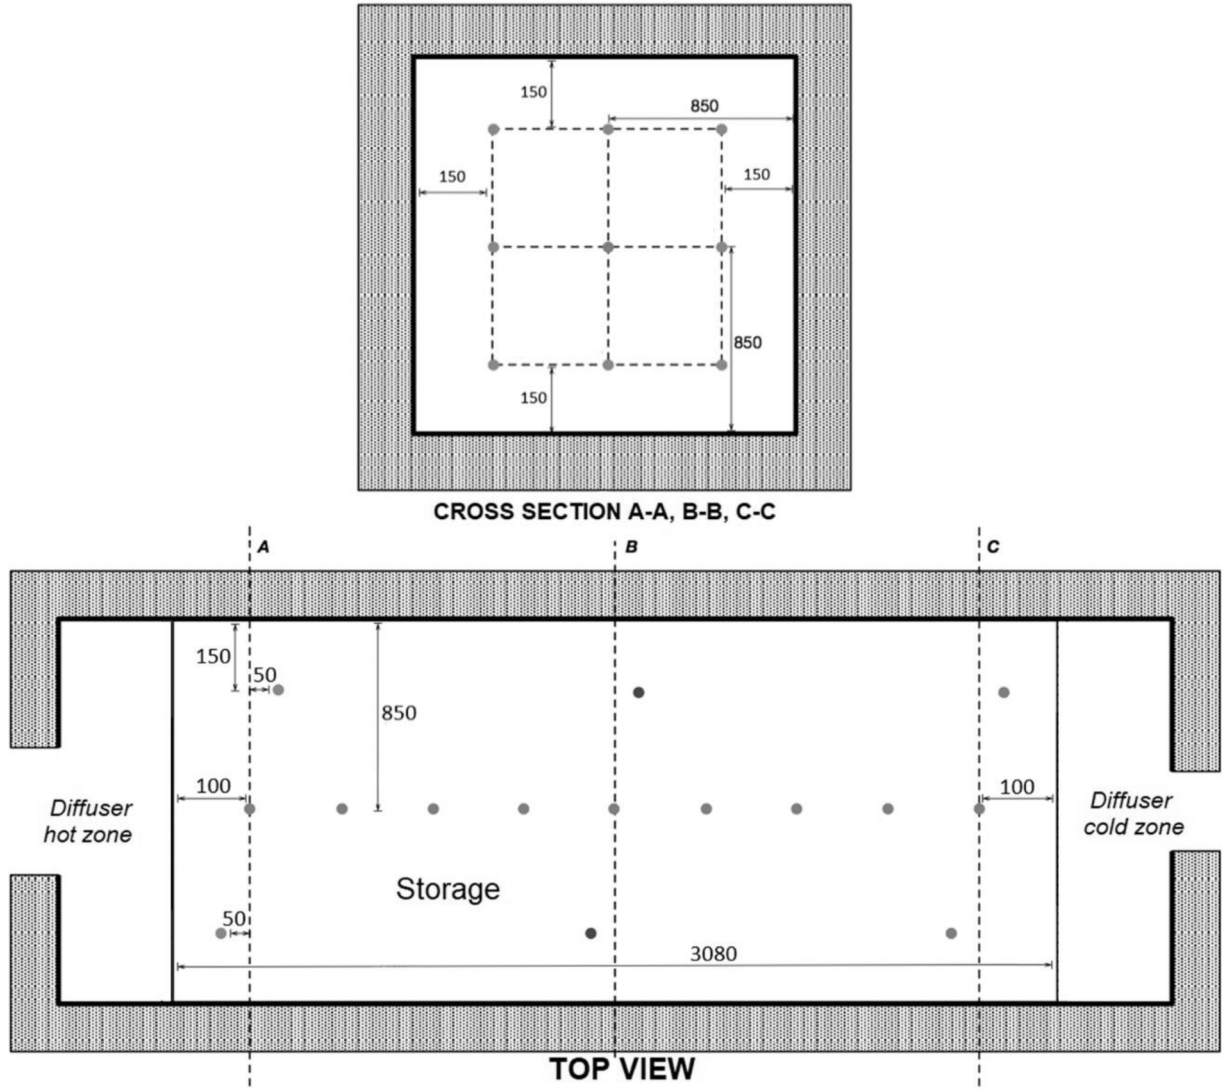 150
850
150
150
850
150
CROSS SECTION A-A, B-B, C-C
A
B
C
150
50
850
100
100
Diffuser
hot zone
Diffuser
cold zone
Storage
50
3080
TOP VIEW